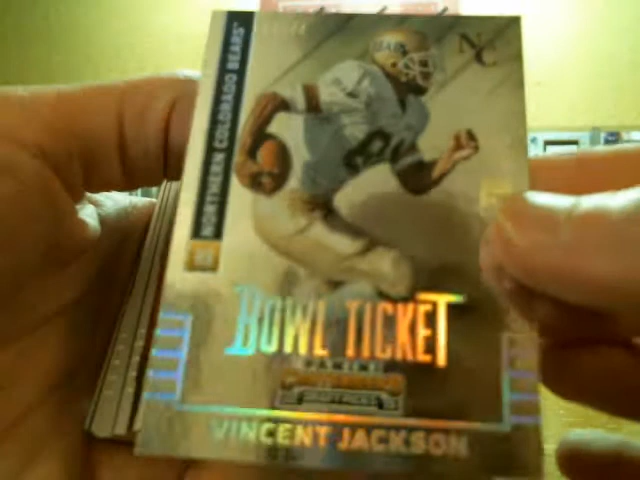 NC
NORTHERN COLORADO BEARS
BOWL TICKET
PANINI
CONTENDERS
DRAFT PICKS
VINCENT JACKSON